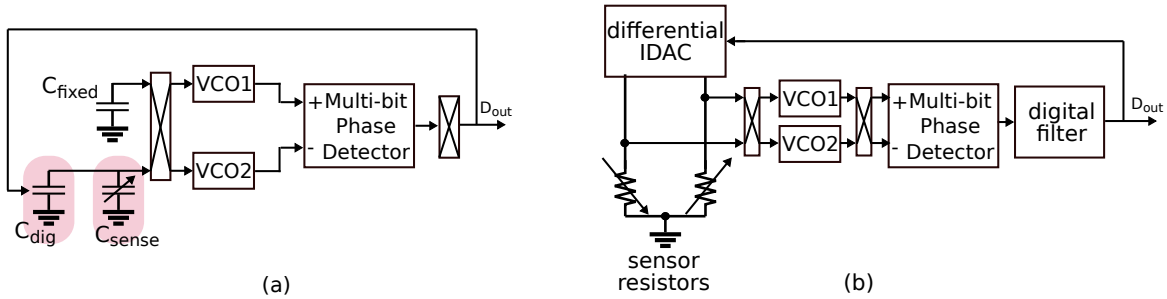 C_fixed
VCO1
VCO2
+ Multi-bit
Phase
- Detector
D_out
C_dig
C_sense
(a)
differential
IDAC
VCO1
VCO2
+ Multi-bit
Phase
- Detector
digital
filter
D_out
sensor
resistors
(b)